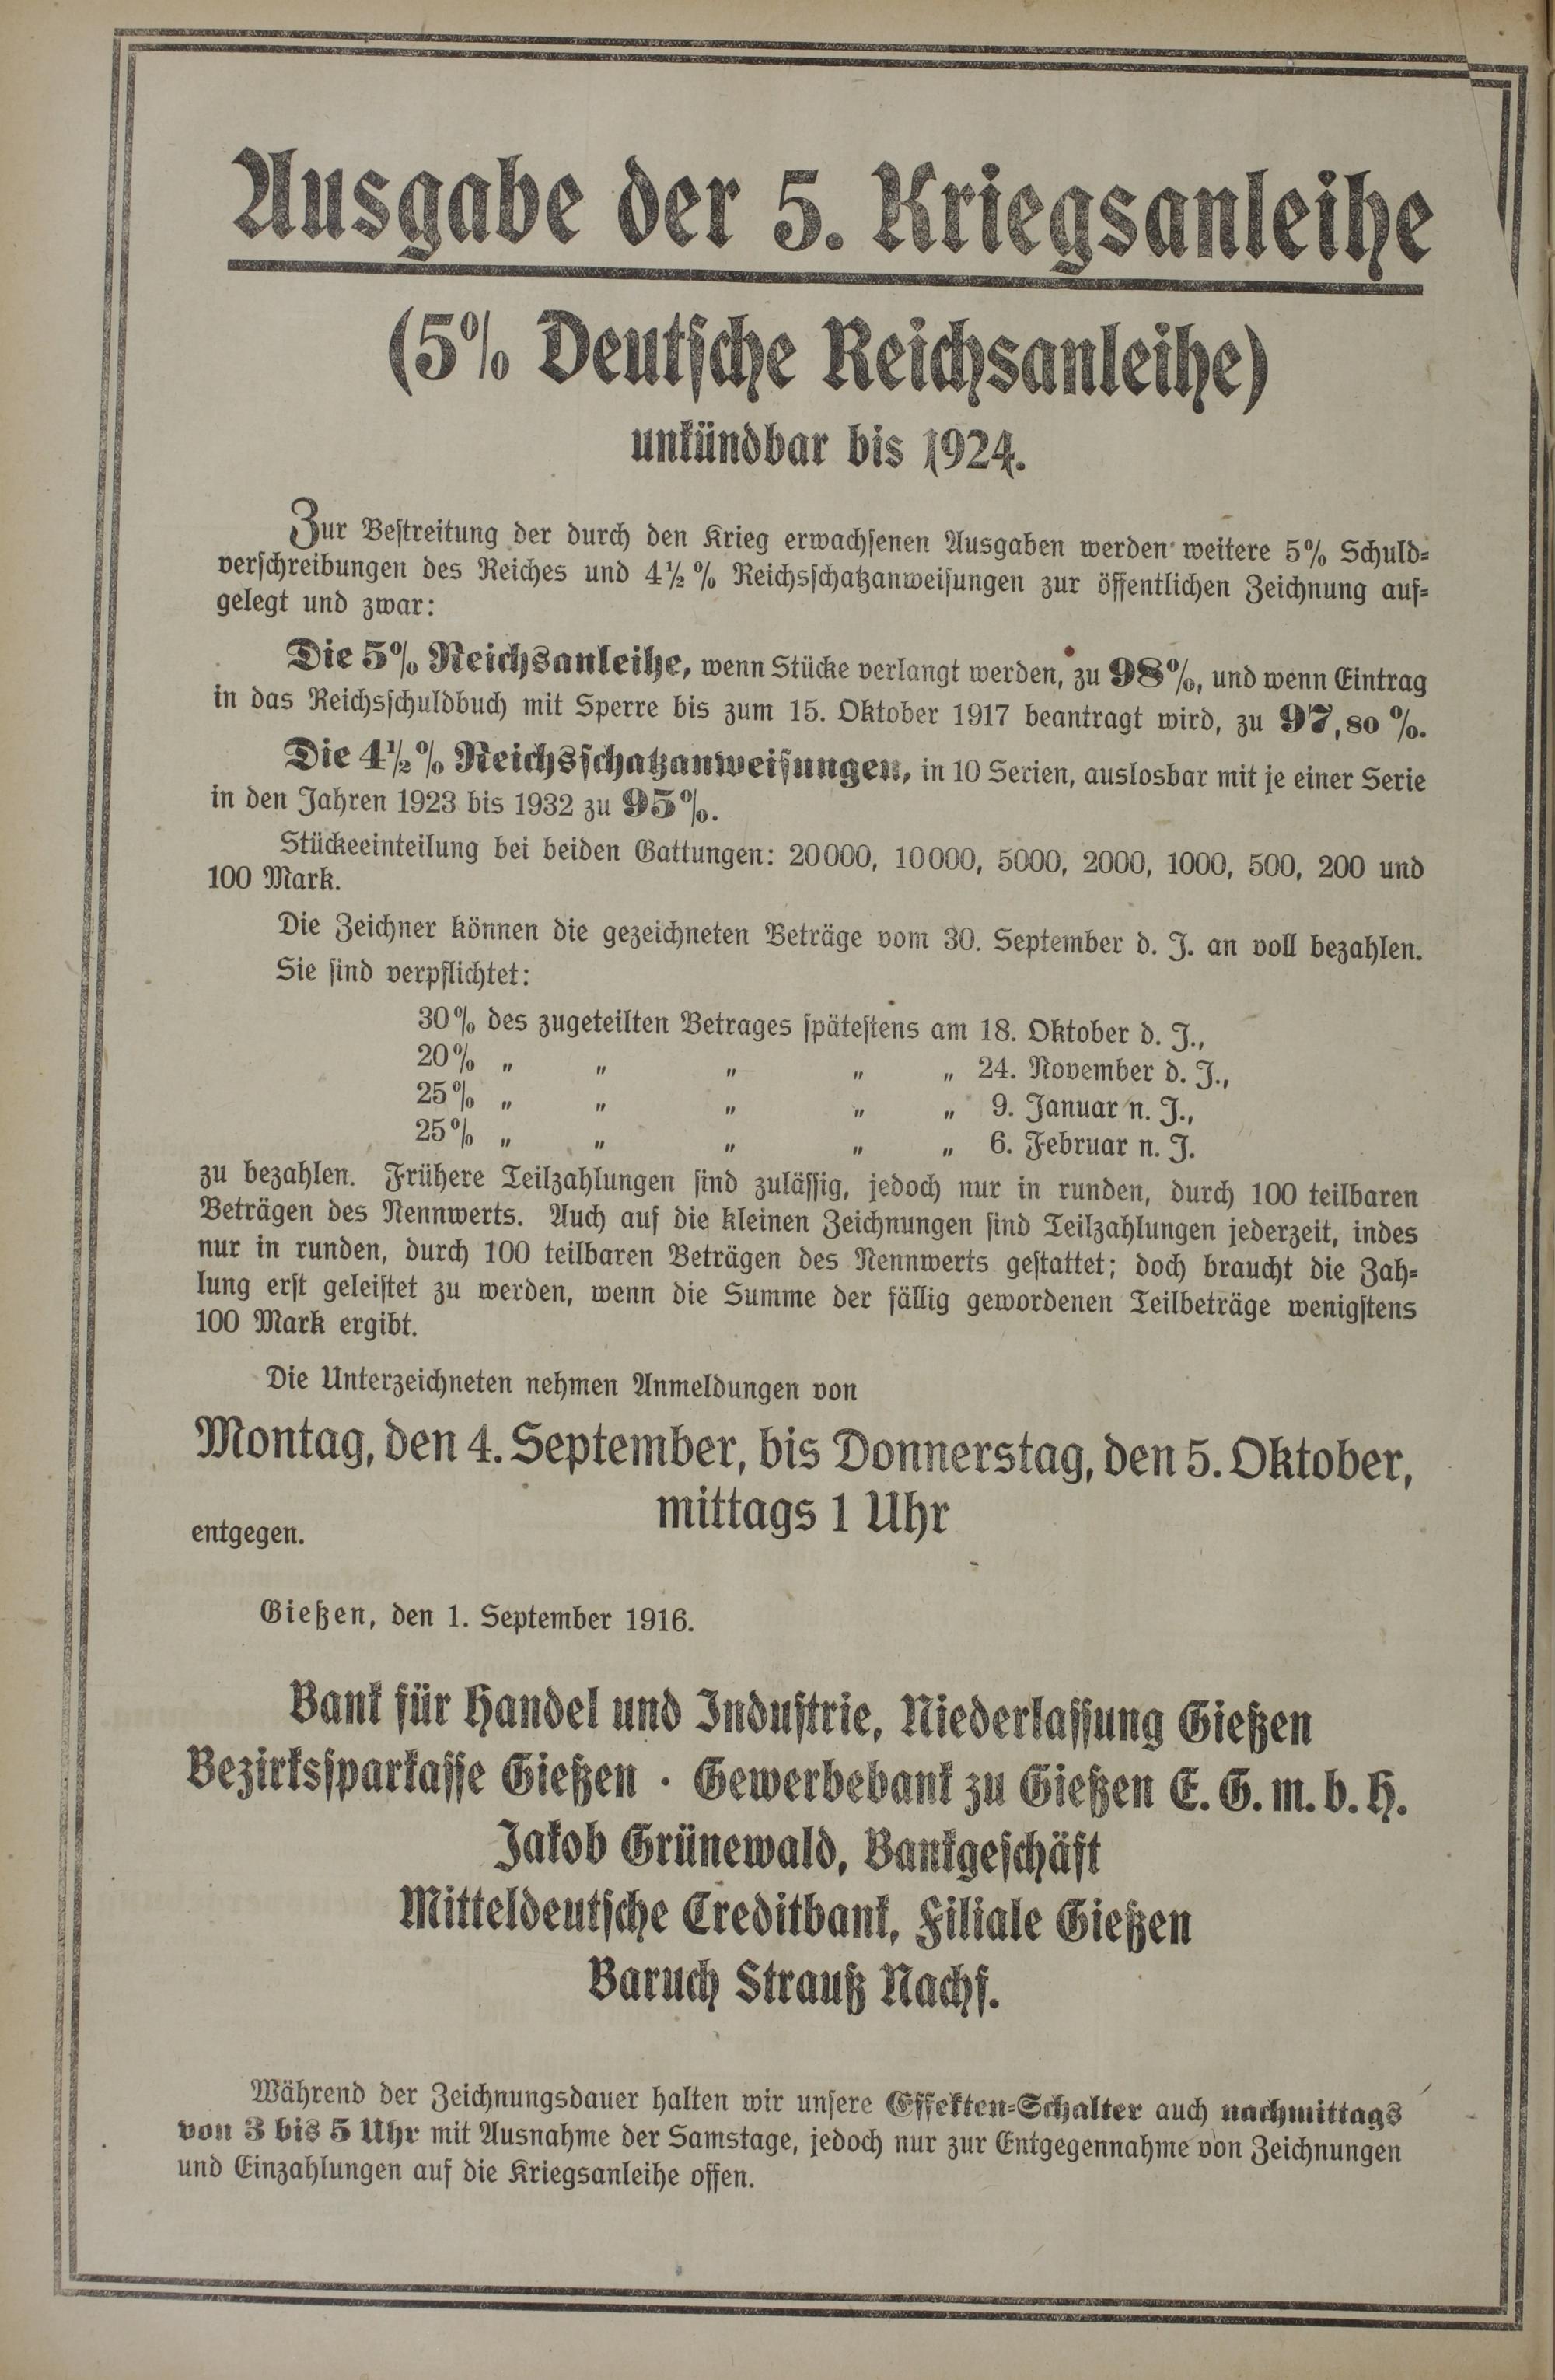 Ausgabe der 5. Kriegsanleihe
(5% Deutsche Reichsanleihe)
unkündbar bis 1924.
Zur Bestreitung der durch den Krieg erwachsenen Ausgaben werden weitere 5% Schuld-
verschreibungen des Reiches und 4½% Reichsschatzanweisungen zur öffentlichen Zeichnung auf-
gelegt und zwar:
Die 5% Reichsanleihe, wenn Stücke verlangt werden, zu 98%, und wenn Eintrag
in das Reichsschuldbuch mit Sperre bis zum 15. Oktober 1917 beantragt wird, zu 97,80 %.
Die 4½% Reichsschatzanweisungen, in 10 Serien, auslosbar mit je einer Serie
in den Jahren 1923 bis 1932 zu 95%.
Stückeeinteilung bei beiden Gattungen: 20000, 10000, 5000, 2000, 1000, 500, 200 und
100 Mark.
Die Zeichner können die gezeichneten Beträge vom 30. September d. J. an voll bezahlen.
Sie sind verpflichtet:
30% des zugeteilten Betrages spätestens am 18. Oktober d. J.,
20% „ „ „ „ „ 24. November d. J.,
25% „ „ „ „ „ 9. Januar n. J.,
25% „ „ „ „ „ 6. Februar n. J.
zu bezahlen. Frühere Teilzahlungen sind zulässig, jedoch nur in runden, durch 100 teilbaren
Beträgen des Nennwerts. Auch auf die kleinen Zeichnungen sind Teilzahlungen jederzeit, indes
nur in runden, durch 100 teilbaren Beträgen des Nennwerts gestattet; doch braucht die Zah-
lung erst geleistet zu werden, wenn die Summe der fällig gewordenen Teilbeträge wenigstens
100 Mark ergibt.
Die Unterzeichneten nehmen Anmeldungen von
Montag, den 4. September, bis Donnerstag, den 5. Oktober,
mittags 1 Uhr
entgegen.
Gießen, den 1. September 1916.
Bank für Handel und Industrie, Niederlassung Gießen
Bezirkssparkasse Gießen · Gewerbebank zu Gießen E. G. m. b. H.
Jakob Grünewald, Bankgeschäft
Mitteldeutsche Creditbank, Filiale Gießen
Baruch Strauß Nachf.
Während der Zeichnungsdauer halten wir unsere Effekten-Schalter auch nachmittags
von 3 bis 5 Uhr mit Ausnahme der Samstage, jedoch nur zur Entgegennahme von Zeichnungen
und Einzahlungen auf die Kriegsanleihe offen.